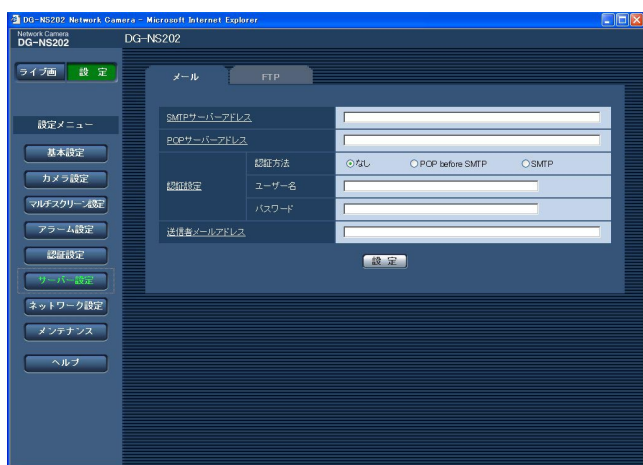 DG-NS202 Network Camera - Microsoft Internet Explorer
Network Camera
DG-NS202
DG-NS202
ライブ画
設 定
メール
FTP
設定メニュー
基本設定
カメラ設定
マルチスクリーン設定
アラーム設定
認証設定
サーバー設定
ネットワーク設定
メンテナンス
ヘルプ
SMTPサーバーアドレス
POPサーバーアドレス
認証設定
認証方法
なし
POP before SMTP
SMTP
ユーザー名
パスワード
送信者メールアドレス
設 定